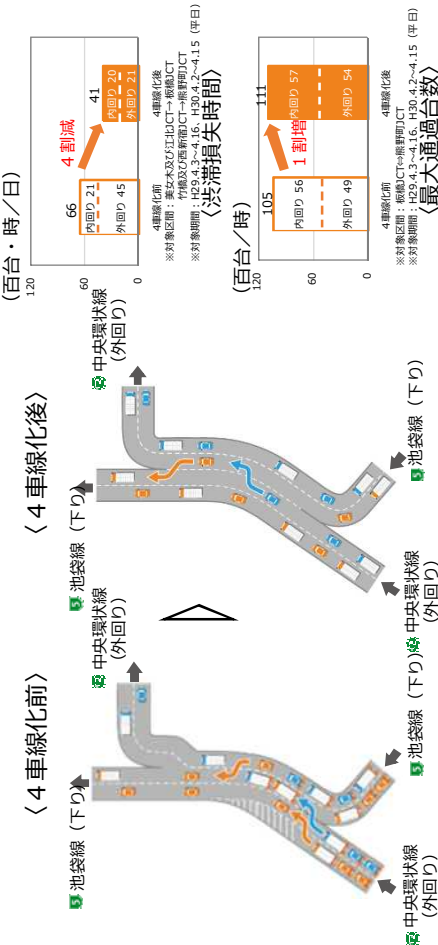 〈4車線化前〉
5 池袋線（下り）
C2 中央環状線
（外回り）
C2 中央環状線
（外回り）
5 池袋線（下り）
〈4車線化後〉
5 池袋線（下り）
C2 中央環状線
（外回り）
C2 中央環状線
（外回り）
5 池袋線（下り）
（百台・時／日）
120
60
0
66
内回り 21
外回り 45
4割減
41
内回り 20
外回り 21
4車線化前
4車線化後
※対象区間：美女木及び江北JCT→板橋JCT
竹橋及び西新宿JCT→熊野町JCT
※対象期間：H29.4.3～4.16、H30.4.2～4.15（平日）
〈渋滞損失時間〉
（百台／時）
120
60
0
105
内回り 56
外回り 49
1割増
111
内回り 57
外回り 54
4車線化前
4車線化後
※対象区間：板橋JCT⇔熊野町JCT
※対象期間：H29.4.3～4.16、H30.4.2～4.15（平日）
〈最大通過台数〉